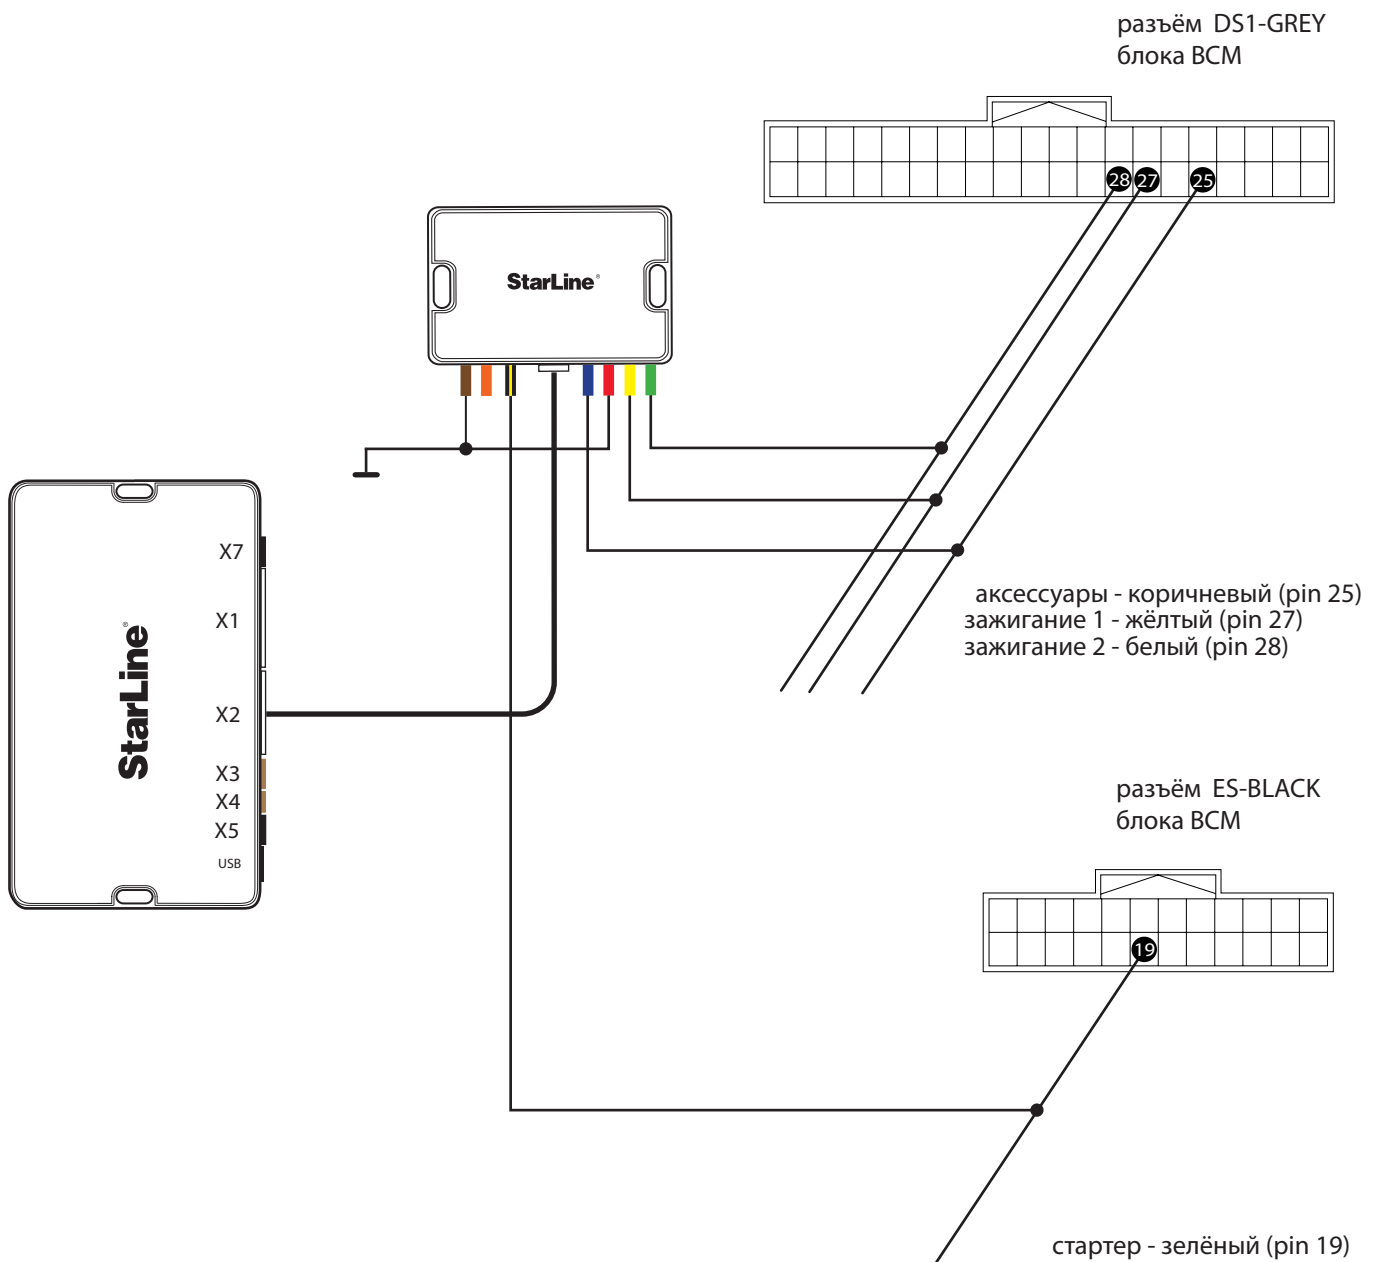 разъём DS1-GREY
блока BCM
28 27 25
StarLine®
X7
X1
StarLine®
X2
X3
X4
X5
USB
аксессуары - коричневый (pin 25)
зажигание 1 - жёлтый (pin 27)
зажигание 2 - белый (pin 28)
разъём ES-BLACK
блока BCM
19
стартер - зелёный (pin 19)